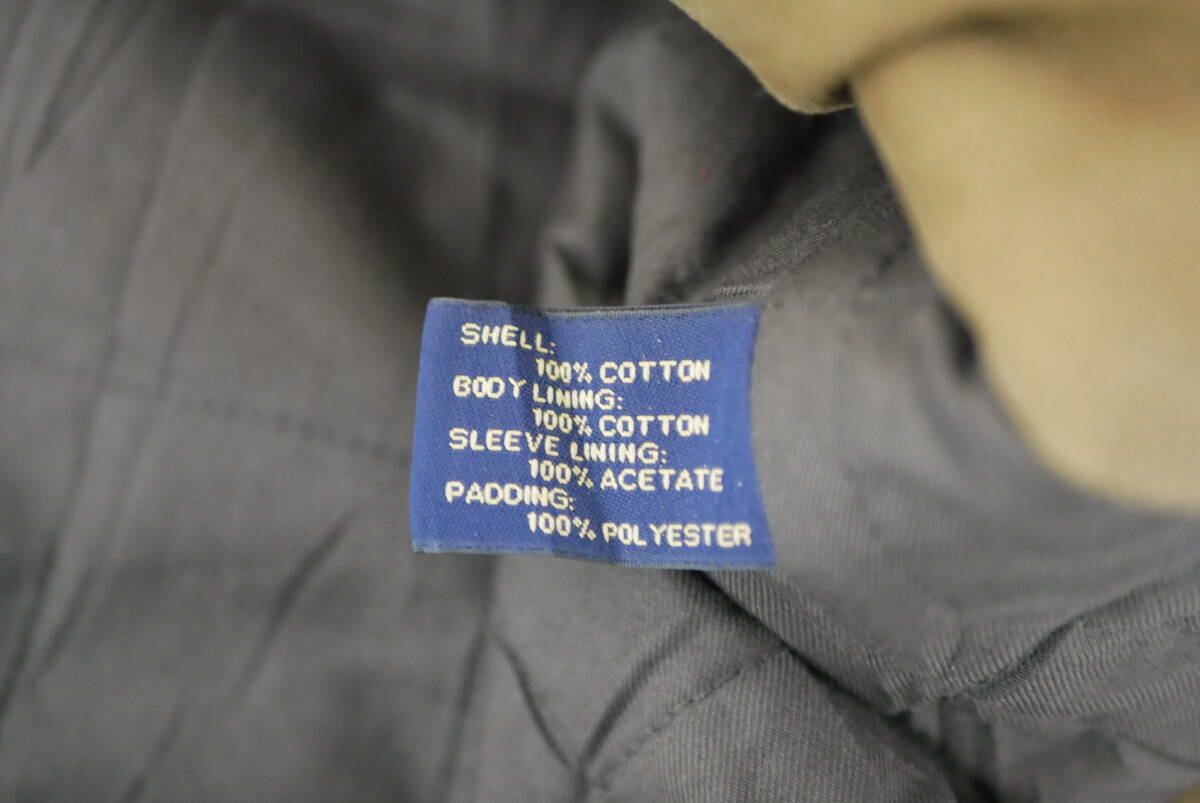 SHELL:
100% COTTON
BODY LINING:
100% COTTON
SLEEVE LINING:
100% ACETATE
PADDING:
100% POLYESTER